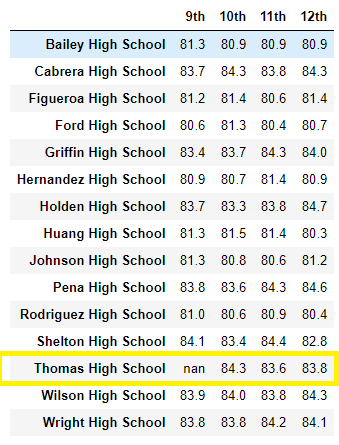 9th 10th 11th 12th
Bailey High School 81.3 80.9 80.9 80.9
Cabrera High School 83.7 84.3 83.8 84.3
Figueroa High School 81.2 81.4 80.6 81.4
Ford High School 80.6 81.3 80.4 80.7
Griffin High School 83.4 83.7 84.3 84.0
Hernandez High School 80.9 80.7 81.4 80.9
Holden High School 83.7 83.3 83.8 84.7
Huang High School 81.3 81.5 81.4 80.3
Johnson High School 81.3 80.8 80.6 81.2
Pena High School 83.8 83.6 84.3 84.6
Rodriguez High School 81.0 80.6 80.9 80.4
Shelton High School 84.1 83.4 84.4 82.8
Thomas High School nan 84.3 83.6 83.8
Wilson High School 83.9 84.0 83.8 84.3
Wright High School 83.8 83.8 84.2 84.1